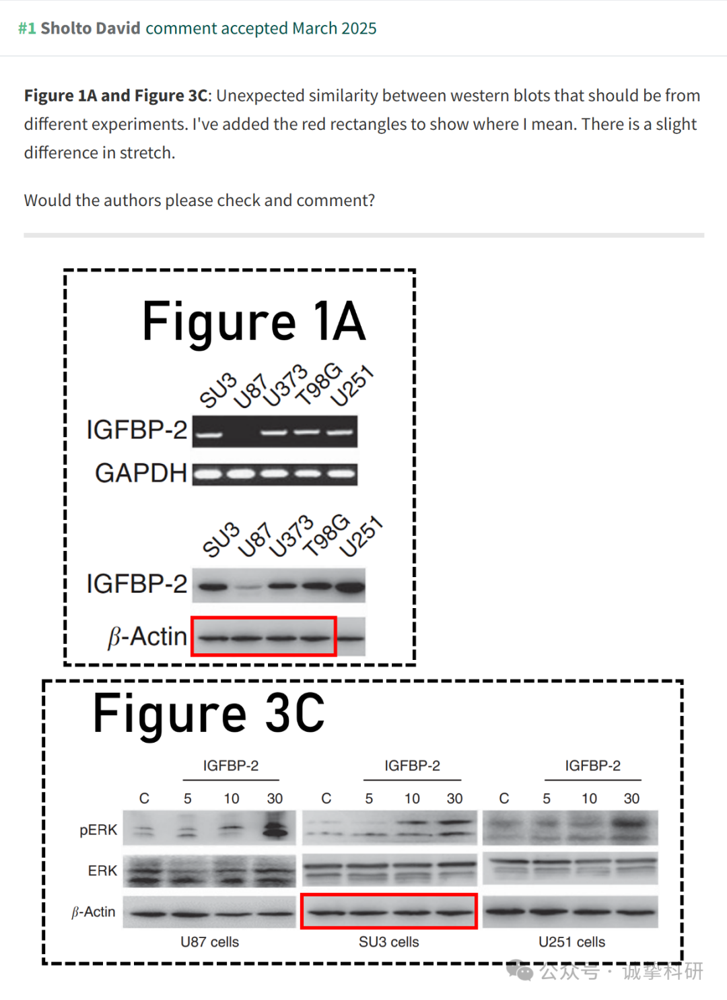 #1 Sholto David comment accepted March 2025
Figure 1A and Figure 3C: Unexpected similarity between western blots that should be from
different experiments. I've added the red rectangles to show where I mean. There is a slight
difference in stretch.
Would the authors please check and comment?
Figure 1A
SU3 U87 U373 T98G U251
IGFBP-2
GAPDH
SU3 U87 U373 T98G U251
IGFBP-2
β-Actin
Figure 3C
IGFBP-2 IGFBP-2 IGFBP-2
C 5 10 30 C 5 10 30 C 5 10 30
pERK
ERK
β-Actin
U87 cells SU3 cells U251 cells
公众号 · 诚挚科研